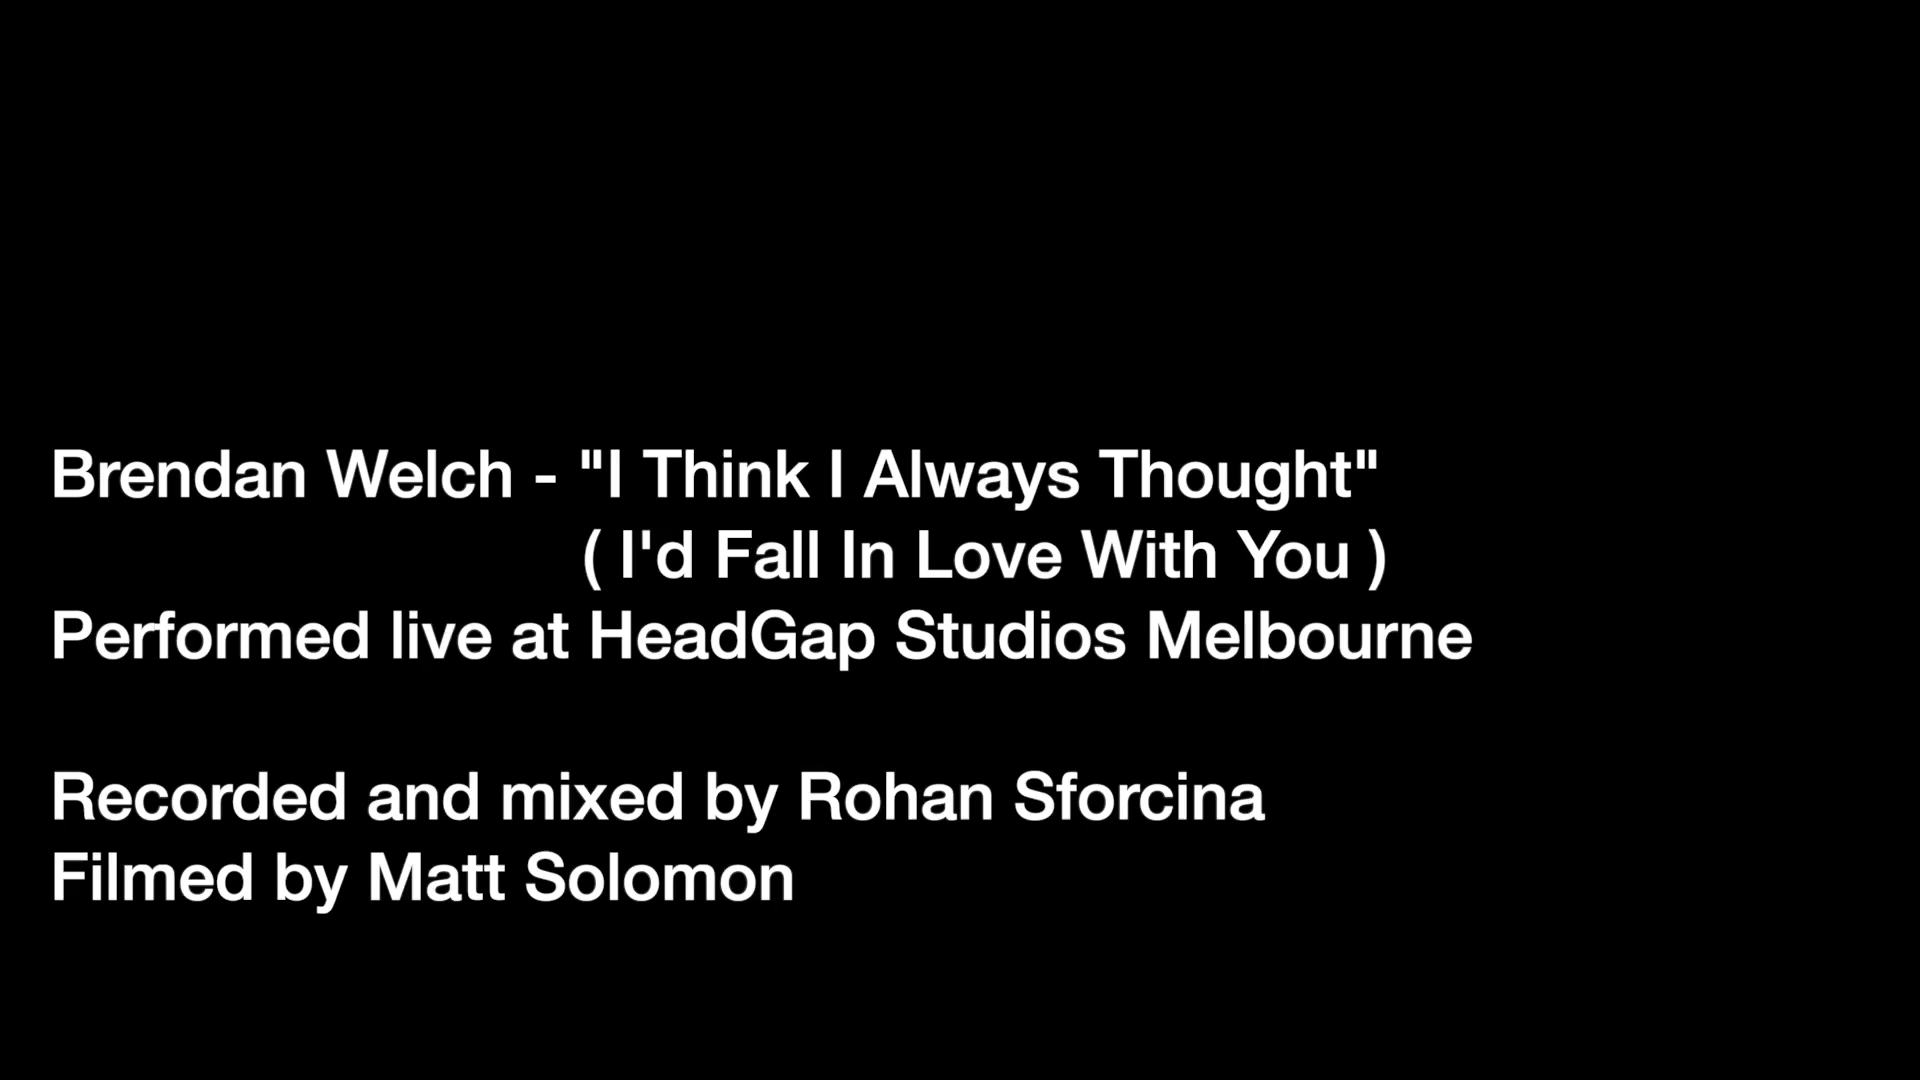 Brendan Welch - "I Think I Always Thought"
( I'd Fall In Love With You )
Performed live at HeadGap Studios Melbourne
Recorded and mixed by Rohan Sforcina
Filmed by Matt Solomon